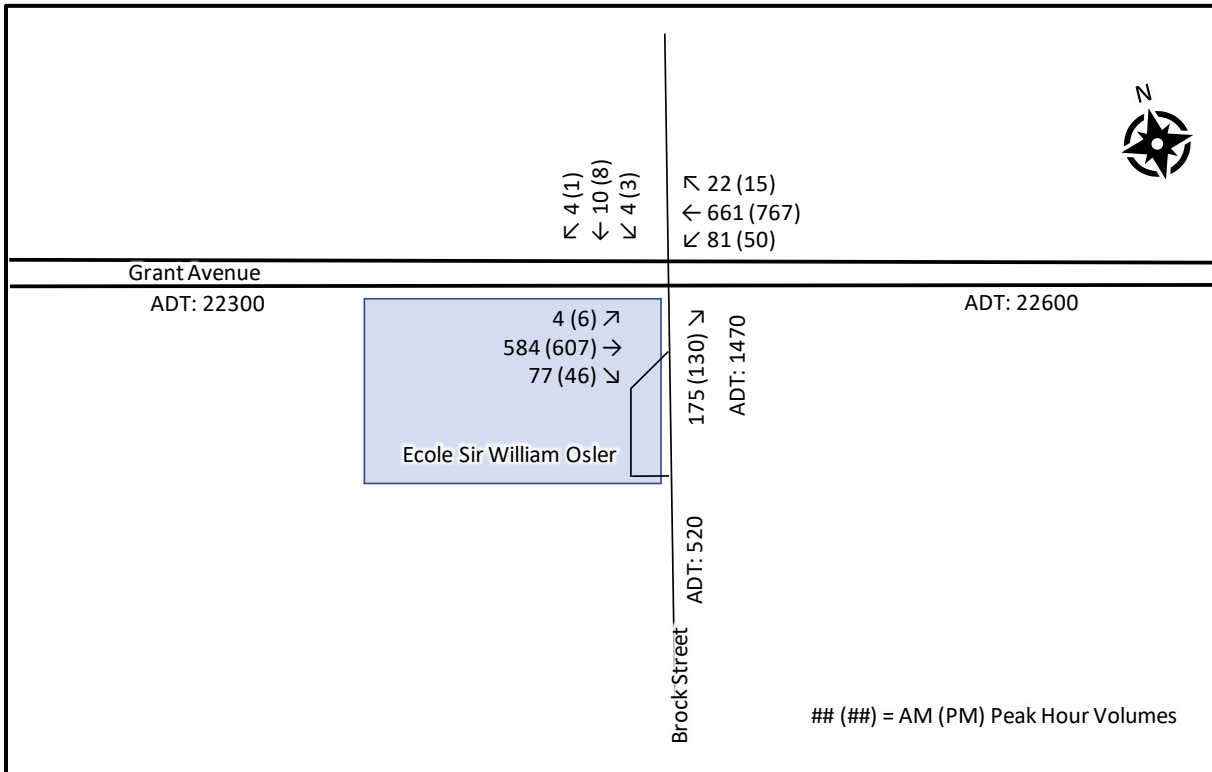 N
↖ 4 (1)
← 10 (8)
↙ 4 (3)
↖ 22 (15)
← 661 (767)
↙ 81 (50)
Grant Avenue
ADT: 22300
ADT: 22600
4 (6) ↗
584 (607) →
77 (46) ↘
175 (130) ↘
ADT: 1470
Ecole Sir William Osler
ADT: 520
Brock Street
## (##) = AM (PM) Peak Hour Volumes